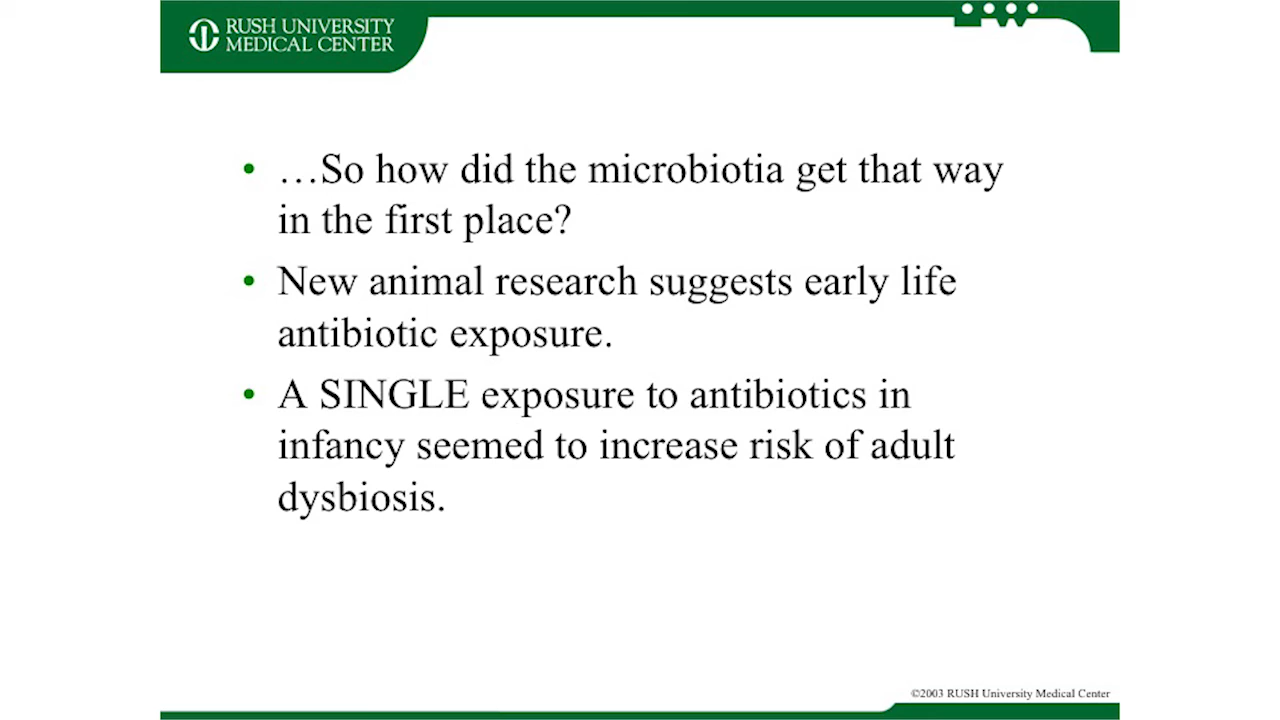 RUSH UNIVERSITY
MEDICAL CENTER
• …So how did the microbiotia get that way
in the first place?
• New animal research suggests early life
antibiotic exposure.
• A SINGLE exposure to antibiotics in
infancy seemed to increase risk of adult
dysbiosis.
©2003 RUSH University Medical Center